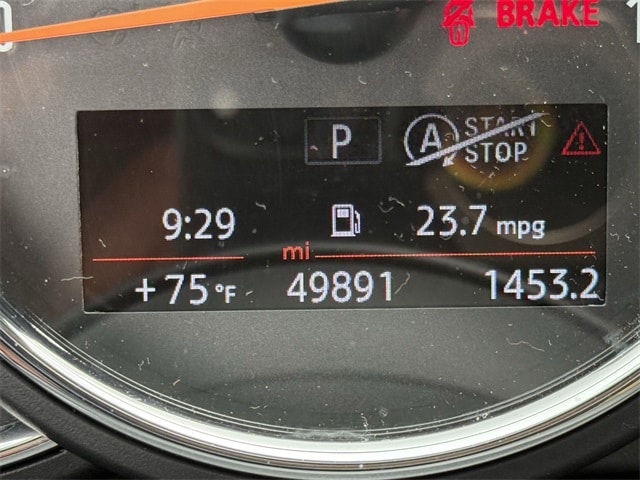 BRAKE
P A START
STOP
9:29 23.7 mpg
mi
+75 °F 49891 1453.2